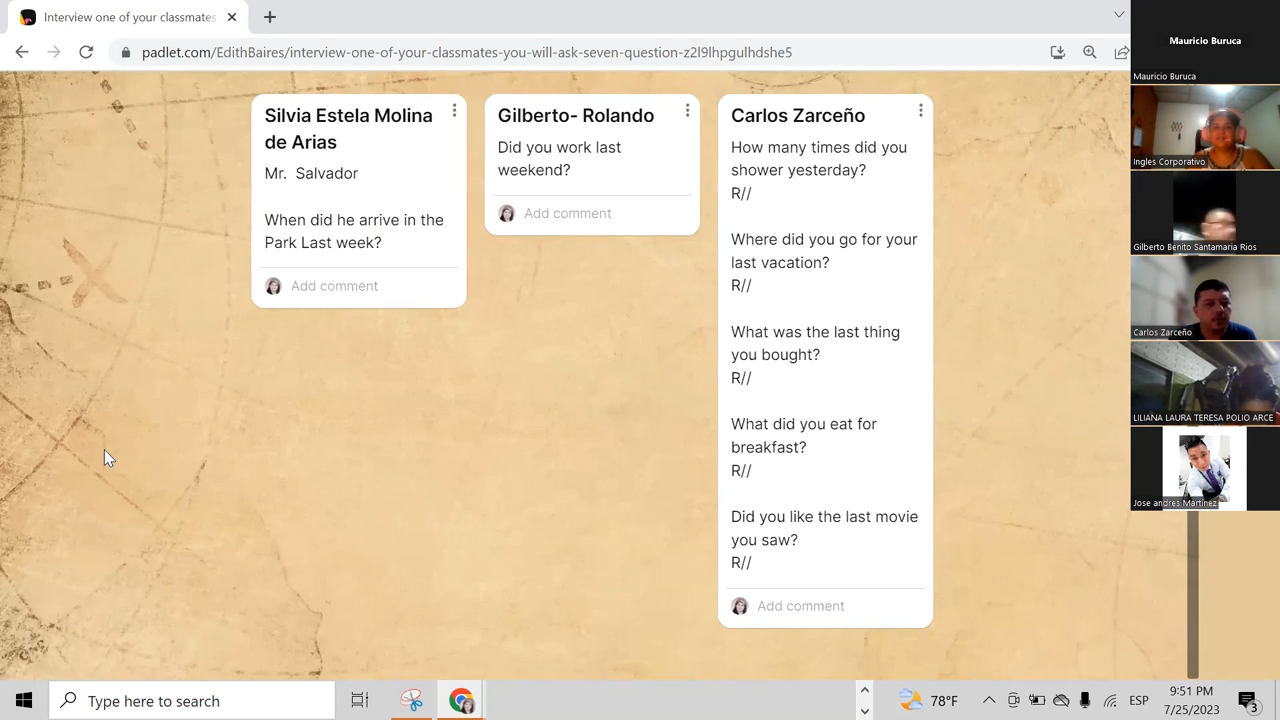 Interview one of your classmates
padlet.com/EdithBaires/interview-one-of-your-classmates-you-will-ask-seven-question-z2l9lhpgulhdshe5
Silvia Estela Molina
de Arias
Mr. Salvador
When did he arrive in the
Park Last week?
Add comment
Gilberto- Rolando
Did you work last
weekend?
Add comment
Carlos Zarceño
How many times did you
shower yesterday?
R//
Where did you go for your
last vacation?
R//
What was the last thing
you bought?
R//
What did you eat for
breakfast?
R//
Did you like the last movie
you saw?
R//
Add comment
Mauricio Buruca
Mauricio Buruca
Ingles Corporativo
Gilberto Benito Santamaria Rios
Carlos Zarceño
LILIANA LAURA TERESA POLIO ARCE
Jose andres Martinez
Type here to search
78°F
ESP
9:51 PM
7/25/2023
3